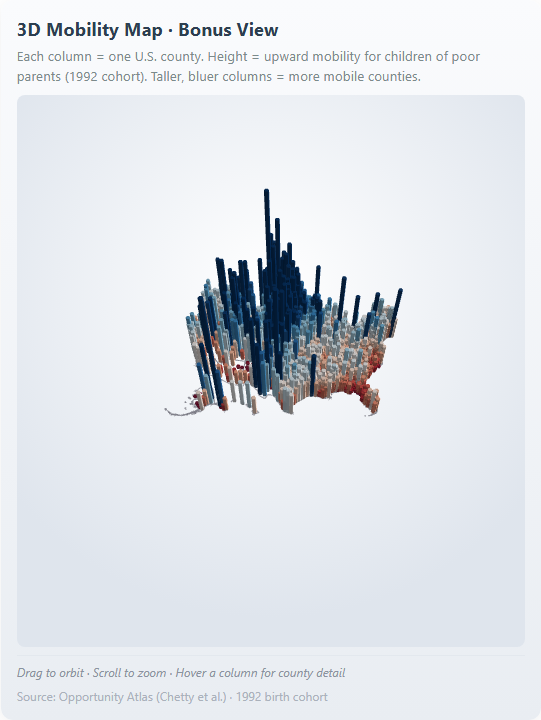 3D Mobility Map · Bonus View
Each column = one U.S. county. Height = upward mobility for children of poor
parents (1992 cohort). Taller, bluer columns = more mobile counties.
Drag to orbit · Scroll to zoom · Hover a column for county detail
Source: Opportunity Atlas (Chetty et al.) · 1992 birth cohort